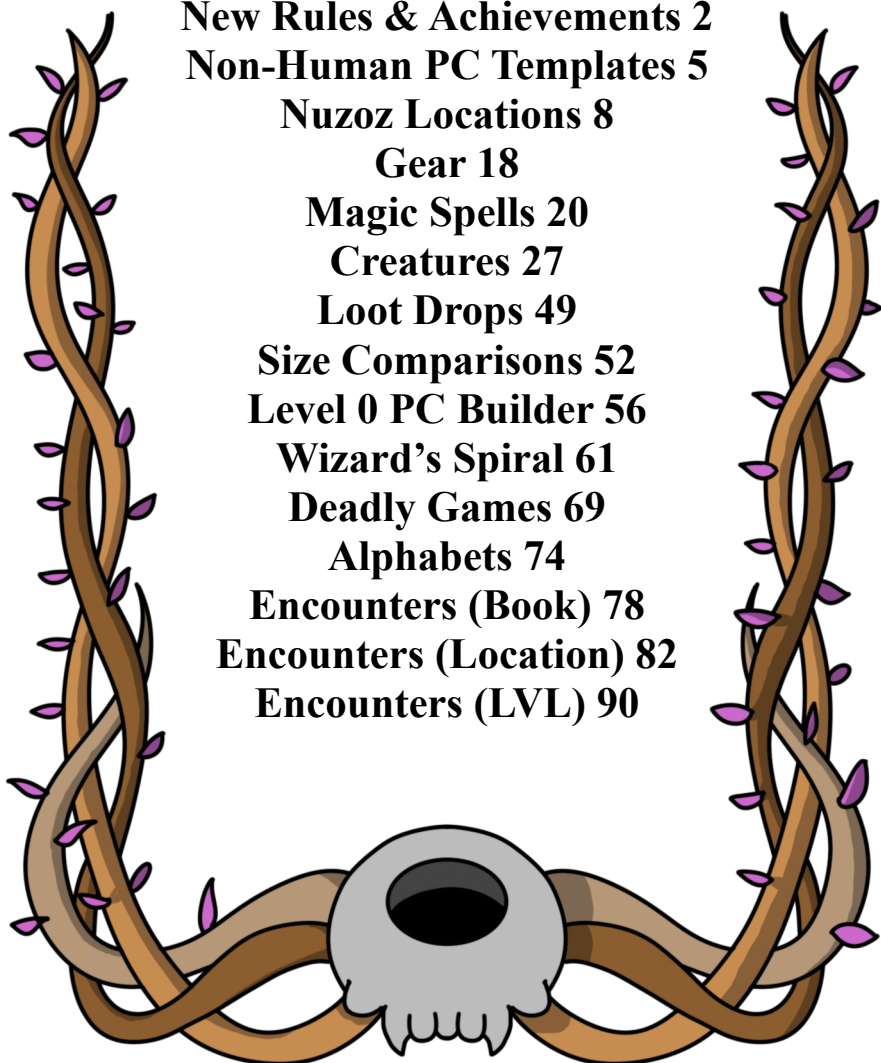 New Rules & Achievements 2
Non-Human PC Templates 5
Nuzoz Locations 8
Gear 18
Magic Spells 20
Creatures 27
Loot Drops 49
Size Comparisons 52
Level 0 PC Builder 56
Wizard’s Spiral 61
Deadly Games 69
Alphabets 74
Encounters (Book) 78
Encounters (Location) 82
Encounters (LVL) 90